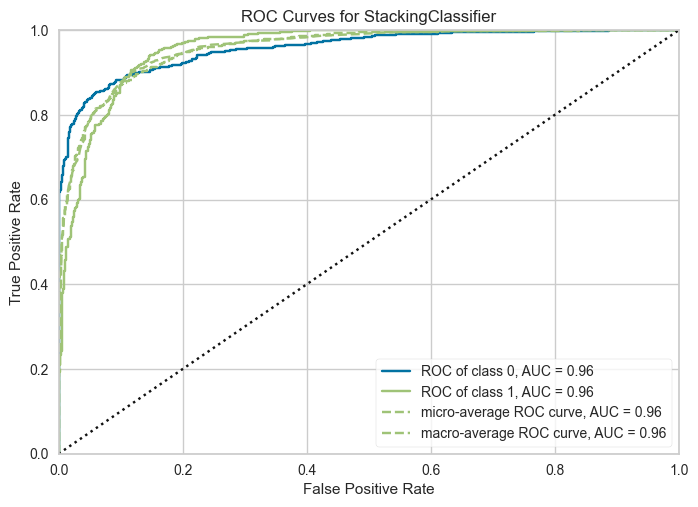 ROC Curves for StackingClassifier
1.0
0.8
0.6
0.4
0.2
0.0
True Positive Rate
ROC of class 0, AUC = 0.96
ROC of class 1, AUC = 0.96
micro-average ROC curve, AUC = 0.96
macro-average ROC curve, AUC = 0.96
0.0 0.2 0.4 0.6 0.8 1.0
False Positive Rate